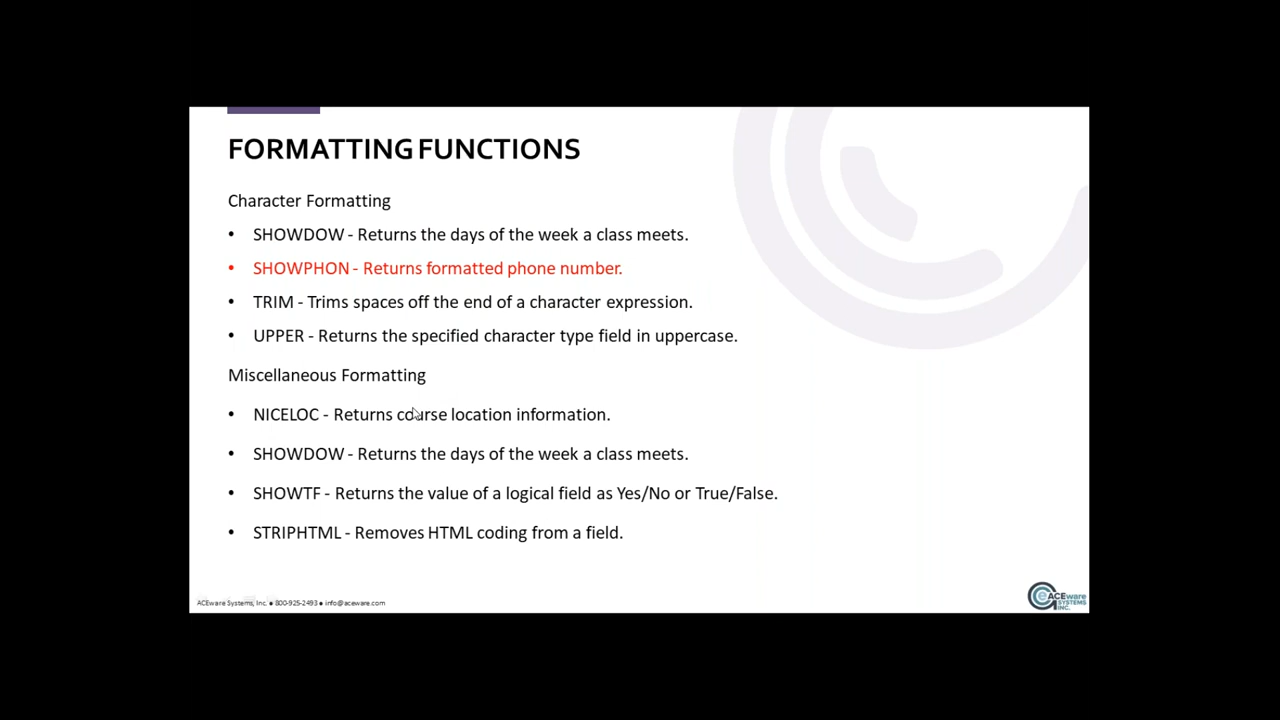 FORMATTING FUNCTIONS
Character Formatting
• SHOWDOW - Returns the days of the week a class meets.
• SHOWPHON - Returns formatted phone number.
• TRIM - Trims spaces off the end of a character expression.
• UPPER - Returns the specified character type field in uppercase.
Miscellaneous Formatting
• NICELOC - Returns course location information.
• SHOWDOW - Returns the days of the week a class meets.
• SHOWTF - Returns the value of a logical field as Yes/No or True/False.
• STRIPHTML - Removes HTML coding from a field.
ACEware Systems, Inc. • 800-925-2493 • info@aceware.com
ACEware
SYSTEMS
INC.